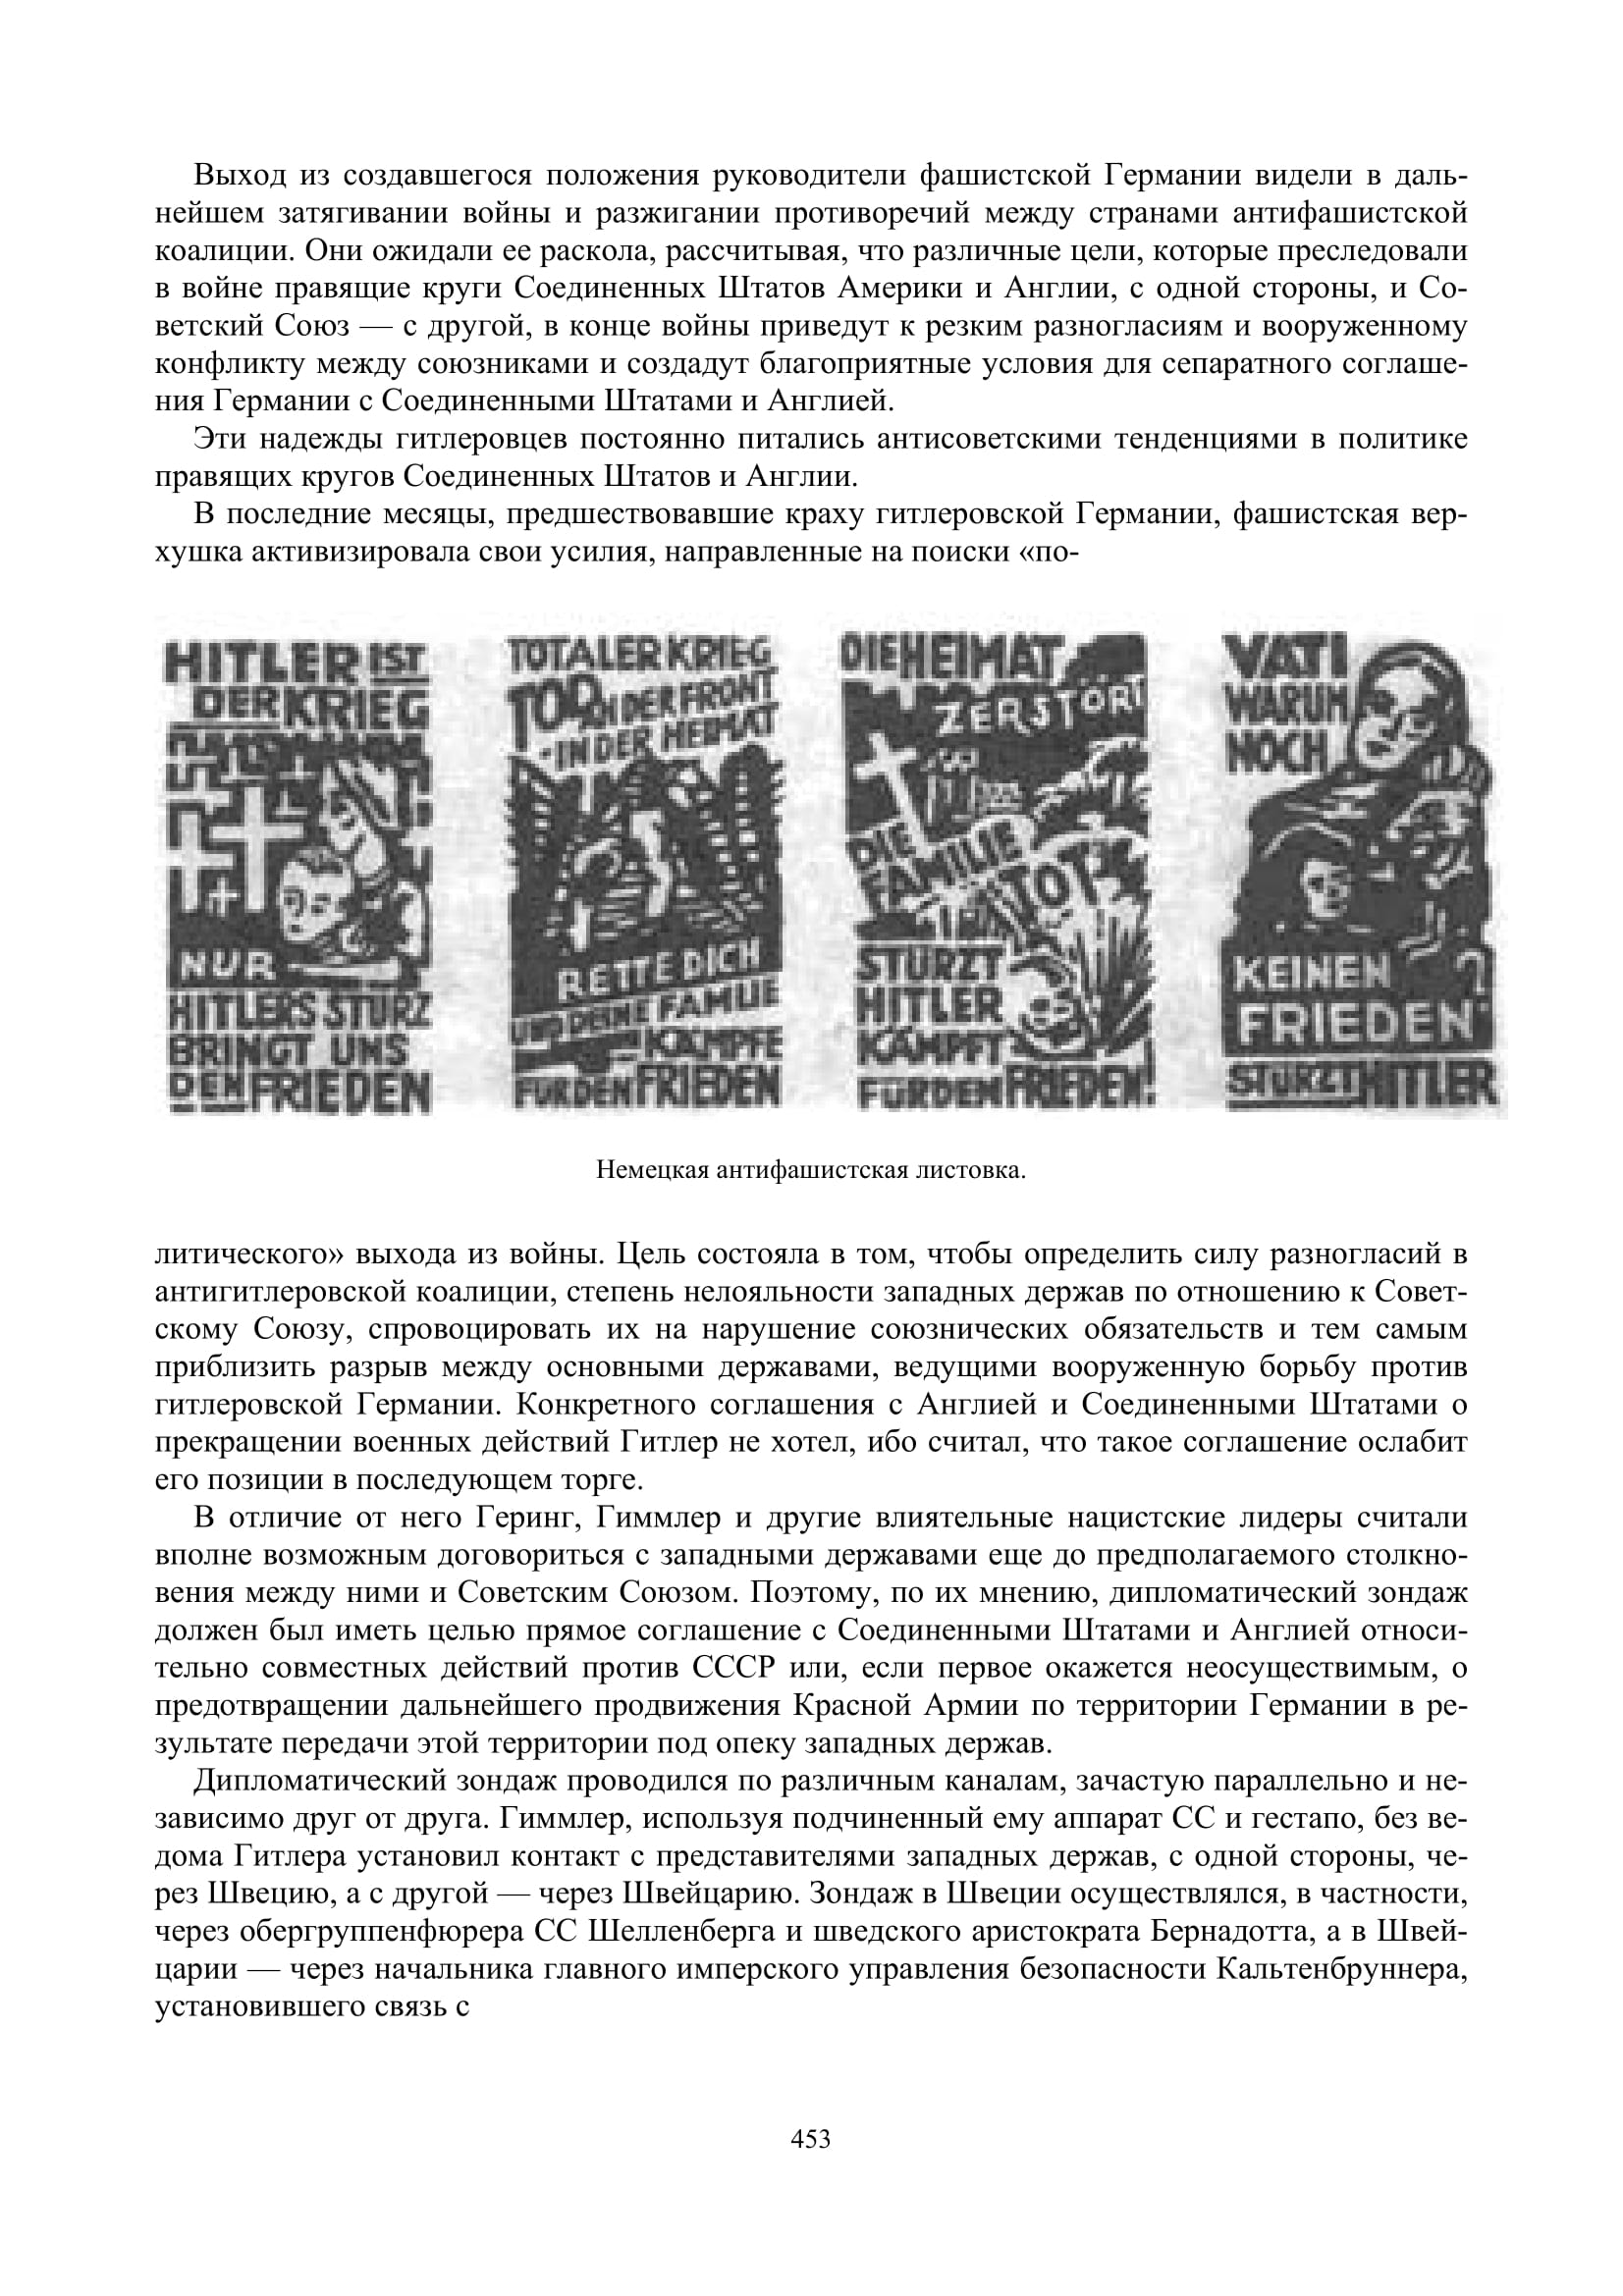 Выход из создавшегося положения руководители фашистской Германии видели в даль-
нейшем затягивании войны и разжигании противоречий между странами антифашистской
коалиции. Они ожидали ее раскола, рассчитывая, что различные цели, которые преследовали
в войне правящие круги Соединенных Штатов Америки и Англии, с одной стороны, и Со-
ветский Союз — с другой, в конце войны приведут к резким разногласиям и вооруженному
конфликту между союзниками и создадут благоприятные условия для сепаратного соглаше-
ния Германии с Соединенными Штатами и Англией.
Эти надежды гитлеровцев постоянно питались антисоветскими тенденциями в политике
правящих кругов Соединенных Штатов и Англии.
В последние месяцы, предшествовавшие краху гитлеровской Германии, фашистская вер-
хушка активизировала свои усилия, направленные на поиски «по-
HITLER IST
DER KRIEG
NUR
HITLERS STURZ
BRINGT UNS
DEN FRIEDEN
TOTALER KRIEG
TOD AN DER FRONT
IN DER HEIMAT
RETTE DICH
UND DEINE FAMILIE
KÄMPFE
FÜR DEN FRIEDEN
DIE HEIMAT
ZERSTÖRT
DIE
FAMILIE
TOT
STÜRZT
HITLER
KÄMPFT
FÜR DEN FRIEDEN!
VATI
WARUM
NOCH
KEINEN
FRIEDEN?
STÜRZT HITLER
Немецкая антифашистская листовка.
литического» выхода из войны. Цель состояла в том, чтобы определить силу разногласий в
антигитлеровской коалиции, степень нелояльности западных держав по отношению к Совет-
скому Союзу, спровоцировать их на нарушение союзнических обязательств и тем самым
приблизить разрыв между основными державами, ведущими вооруженную борьбу против
гитлеровской Германии. Конкретного соглашения с Англией и Соединенными Штатами о
прекращении военных действий Гитлер не хотел, ибо считал, что такое соглашение ослабит
его позиции в последующем торге.
В отличие от него Геринг, Гиммлер и другие влиятельные нацистские лидеры считали
вполне возможным договориться с западными державами еще до предполагаемого столкно-
вения между ними и Советским Союзом. Поэтому, по их мнению, дипломатический зондаж
должен был иметь целью прямое соглашение с Соединенными Штатами и Англией относи-
тельно совместных действий против СССР или, если первое окажется неосуществимым, о
предотвращении дальнейшего продвижения Красной Армии по территории Германии в ре-
зультате передачи этой территории под опеку западных держав.
Дипломатический зондаж проводился по различным каналам, зачастую параллельно и не-
зависимо друг от друга. Гиммлер, используя подчиненный ему аппарат СС и гестапо, без ве-
дома Гитлера установил контакт с представителями западных держав, с одной стороны, че-
рез Швецию, а с другой — через Швейцарию. Зондаж в Швеции осуществлялся, в частности,
через обергруппенфюрера СС Шелленберга и шведского аристократа Бернадотта, а в Швей-
царии — через начальника главного имперского управления безопасности Кальтенбруннера,
установившего связь с
453